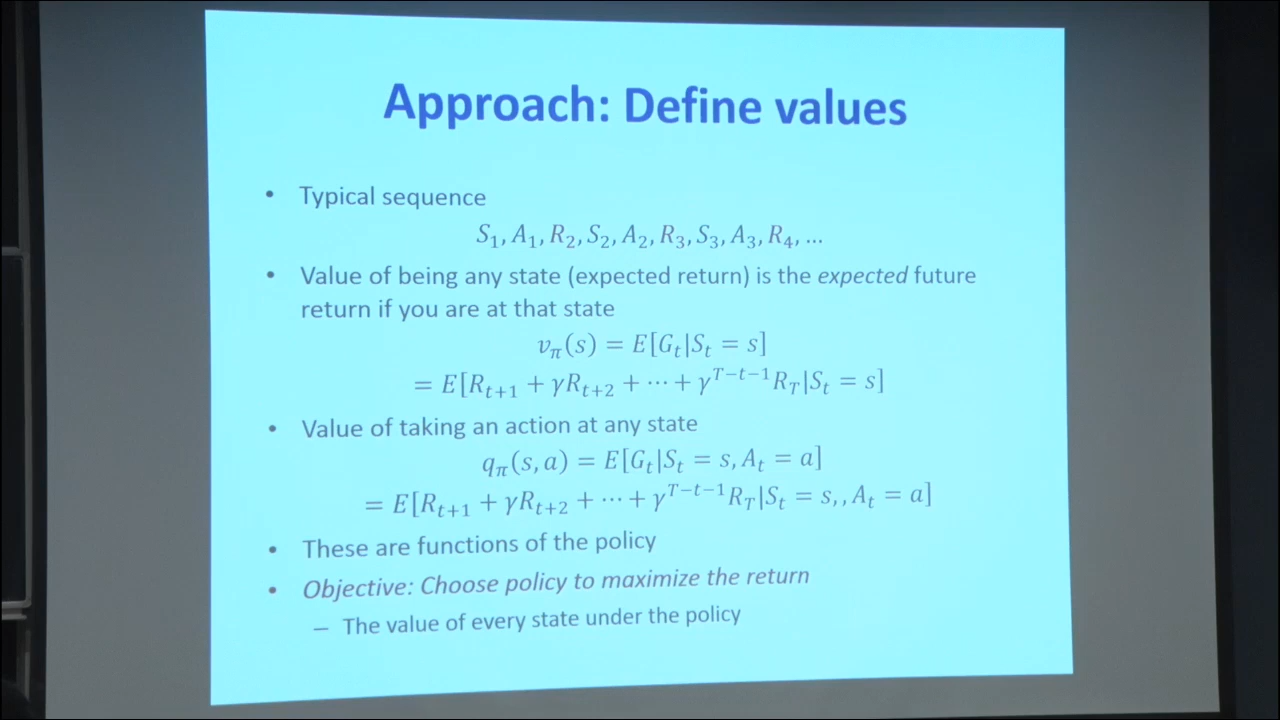 Approach: Define values
• Typical sequence
S₁, A₁, R₂, S₂, A₂, R₃, S₃, A₃, R₄, …
• Value of being any state (expected return) is the expected future
return if you are at that state
v_π(s) = E[G_t|S_t = s]
= E[R_{t+1} + γR_{t+2} + ⋯ + γ^{T−t−1}R_T|S_t = s]
• Value of taking an action at any state
q_π(s, a) = E[G_t|S_t = s, A_t = a]
= E[R_{t+1} + γR_{t+2} + ⋯ + γ^{T−t−1}R_T|S_t = s,, A_t = a]
• These are functions of the policy
• Objective: Choose policy to maximize the return
– The value of every state under the policy